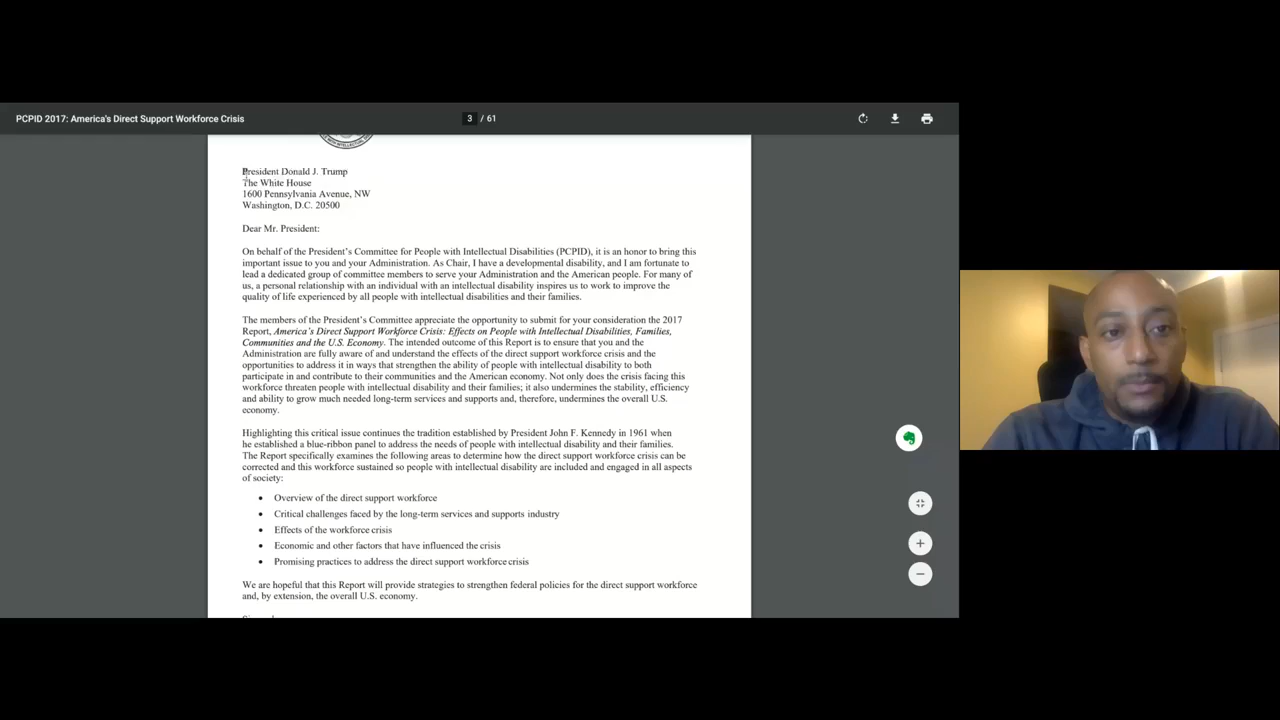 PCPID 2017: America's Direct Support Workforce Crisis
3 / 61
President Donald J. Trump
The White House
1600 Pennsylvania Avenue, NW
Washington, D.C. 20500
Dear Mr. President:
On behalf of the President's Committee for People with Intellectual Disabilities (PCPID), it is an honor to bring this
important issue to you and your Administration. As Chair, I have a developmental disability, and I am fortunate to
lead a dedicated group of committee members to serve your Administration and the American people. For many of
us, a personal relationship with an individual with an intellectual disability inspires us to work to improve the
quality of life experienced by all people with intellectual disabilities and their families.
The members of the President's Committee appreciate the opportunity to submit for your consideration the 2017
Report, America's Direct Support Workforce Crisis: Effects on People with Intellectual Disabilities, Families,
Communities and the U.S. Economy. The intended outcome of this Report is to ensure that you and the
Administration are fully aware of and understand the effects of the direct support workforce crisis and the
opportunities to address it in ways that strengthen the ability of people with intellectual disability to both
participate in and contribute to their communities and the American economy. Not only does the crisis facing this
workforce threaten people with intellectual disability and their families; it also undermines the stability, efficiency
and ability to grow much needed long-term services and supports and, therefore, undermines the overall U.S.
economy.
Highlighting this critical issue continues the tradition established by President John F. Kennedy in 1961 when
he established a blue-ribbon panel to address the needs of people with intellectual disability and their families.
The Report specifically examines the following areas to determine how the direct support workforce crisis can be
corrected and this workforce sustained so people with intellectual disability are included and engaged in all aspects
of society:
• Overview of the direct support workforce
• Critical challenges faced by the long-term services and supports industry
• Effects of the workforce crisis
• Economic and other factors that have influenced the crisis
• Promising practices to address the direct support workforce crisis
We are hopeful that this Report will provide strategies to strengthen federal policies for the direct support workforce
and, by extension, the overall U.S. economy.